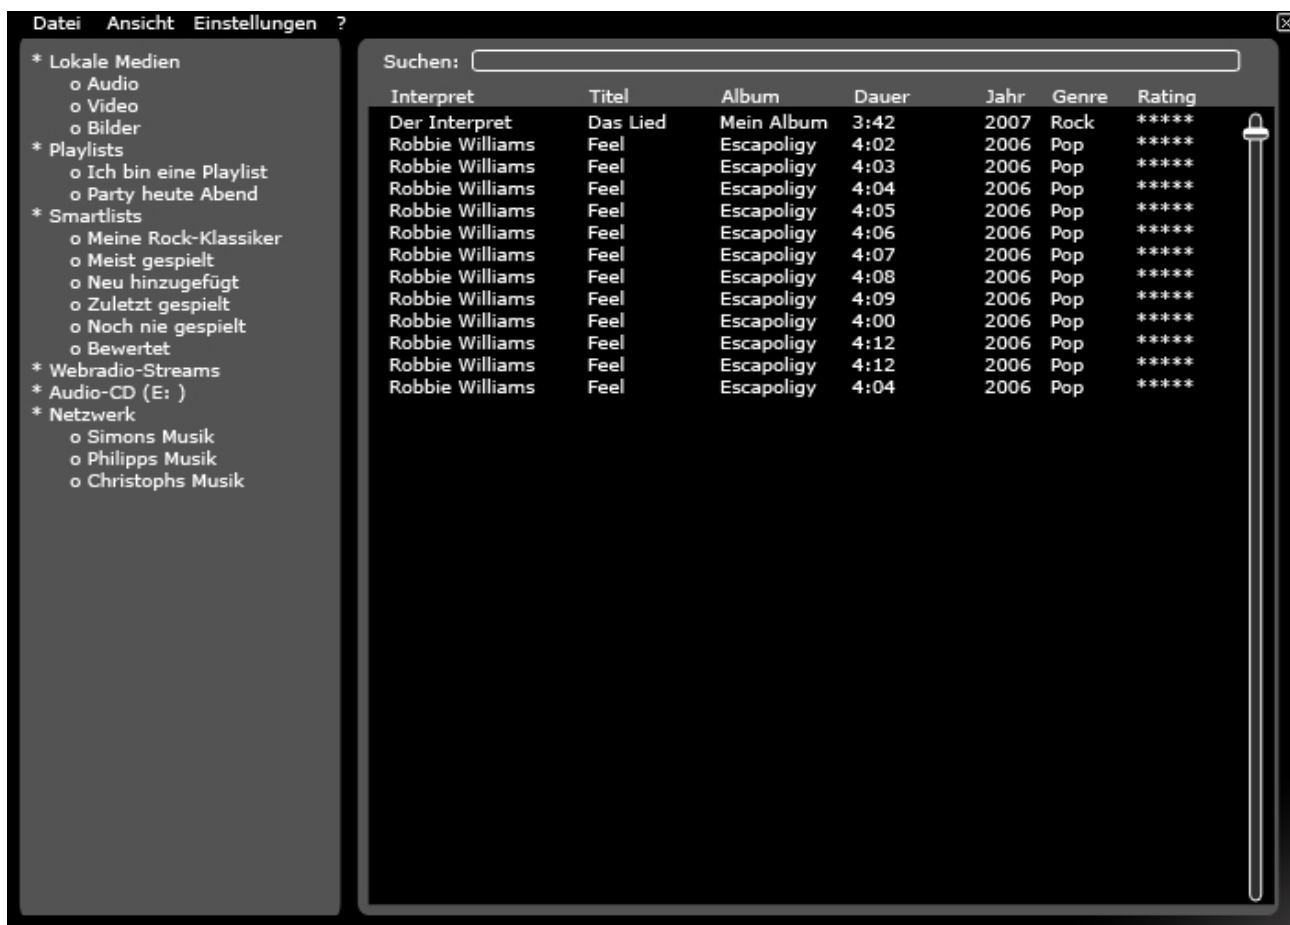 Datei Ansicht Einstellungen ?
* Lokale Medien
o Audio
o Video
o Bilder
* Playlists
o Ich bin eine Playlist
o Party heute Abend
* Smartlists
o Meine Rock-Klassiker
o Meist gespielt
o Neu hinzugefügt
o Zuletzt gespielt
o Noch nie gespielt
o Bewertet
* Webradio-Streams
* Audio-CD (E: )
* Netzwerk
o Simons Musik
o Philipps Musik
o Christophs Musik
Suchen:
Interpret Titel Album Dauer Jahr Genre Rating
Der Interpret Das Lied Mein Album 3:42 2007 Rock *****
Robbie Williams Feel Escapoligy 4:02 2006 Pop *****
Robbie Williams Feel Escapoligy 4:03 2006 Pop *****
Robbie Williams Feel Escapoligy 4:04 2006 Pop *****
Robbie Williams Feel Escapoligy 4:05 2006 Pop *****
Robbie Williams Feel Escapoligy 4:06 2006 Pop *****
Robbie Williams Feel Escapoligy 4:07 2006 Pop *****
Robbie Williams Feel Escapoligy 4:08 2006 Pop *****
Robbie Williams Feel Escapoligy 4:09 2006 Pop *****
Robbie Williams Feel Escapoligy 4:00 2006 Pop *****
Robbie Williams Feel Escapoligy 4:12 2006 Pop *****
Robbie Williams Feel Escapoligy 4:12 2006 Pop *****
Robbie Williams Feel Escapoligy 4:04 2006 Pop *****